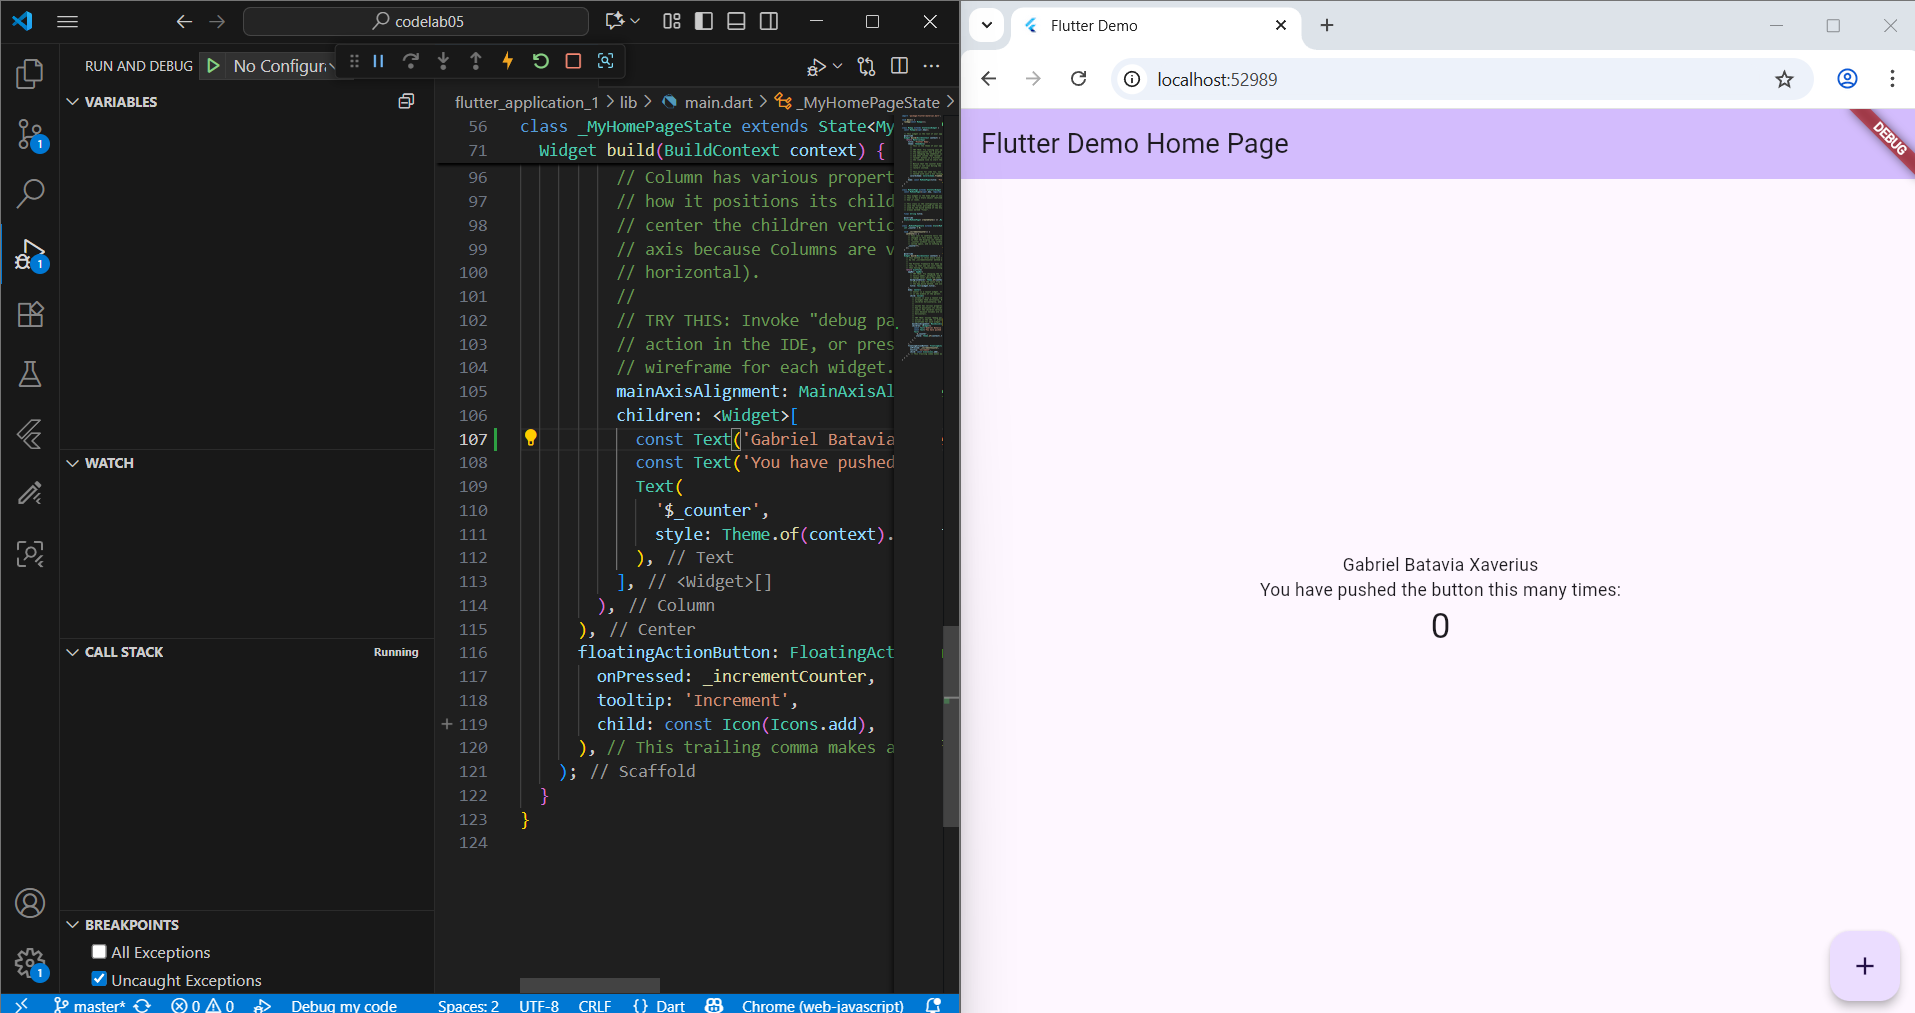 codelab05
RUN AND DEBUG
No Configur
VARIABLES
WATCH
CALL STACK
Running
BREAKPOINTS
All Exceptions
Uncaught Exceptions
1
1
1
flutter_application_1 > lib > main.dart > _MyHomePageState >
56 class _MyHomePageState extends State<My
71 Widget build(BuildContext context) {
96 // Column has various propert
97 // how it positions its child
98 // center the children vertic
99 // axis because Columns are v
100 // horizontal).
101 //
102 // TRY THIS: Invoke "debug pa
103 // action in the IDE, or pres
104 // wireframe for each widget.
105 mainAxisAlignment: MainAxisAl
106 children: <Widget>[
107 const Text('Gabriel Batavia
108 const Text('You have pushed
109 Text(
110 '$_counter',
111 style: Theme.of(context).
112 ), // Text
113 ], // <Widget>[]
114 ), // Column
115 ), // Center
116 floatingActionButton: FloatingAct
117 onPressed: _incrementCounter,
118 tooltip: 'Increment',
119 child: const Icon(Icons.add),
120 ), // This trailing comma makes a
121 ); // Scaffold
122 }
123 }
124
master* 0 0 Debug my code Spaces: 2 UTF-8 CRLF {} Dart Chrome (web-javascript)
Flutter Demo
localhost:52989
Flutter Demo Home Page
DEBUG
Gabriel Batavia Xaverius
You have pushed the button this many times:
0